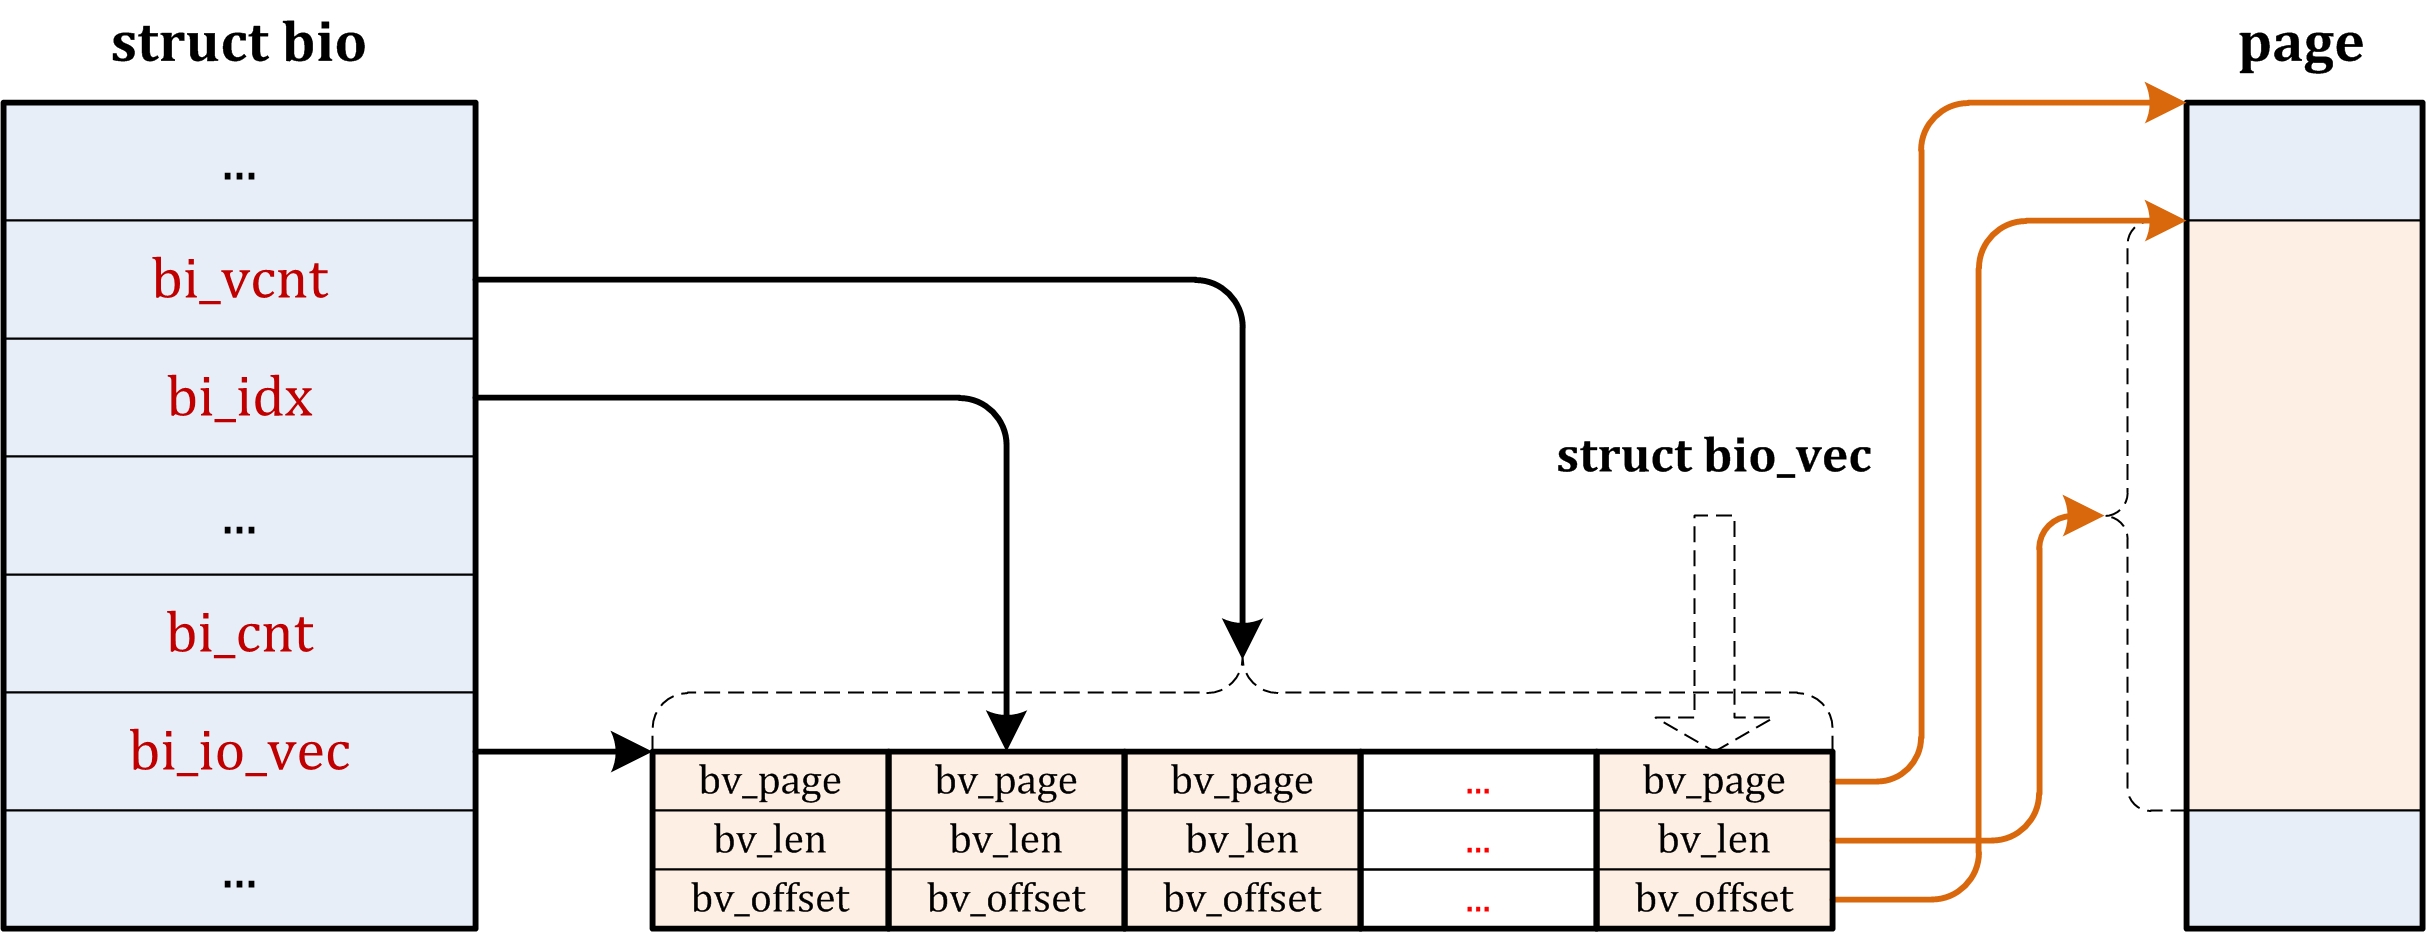 struct bio
page
...
bi_vcnt
bi_idx
...
bi_cnt
bi_io_vec
...
struct bio_vec
bv_page bv_page bv_page ... bv_page
bv_len bv_len bv_len ... bv_len
bv_offset bv_offset bv_offset ... bv_offset